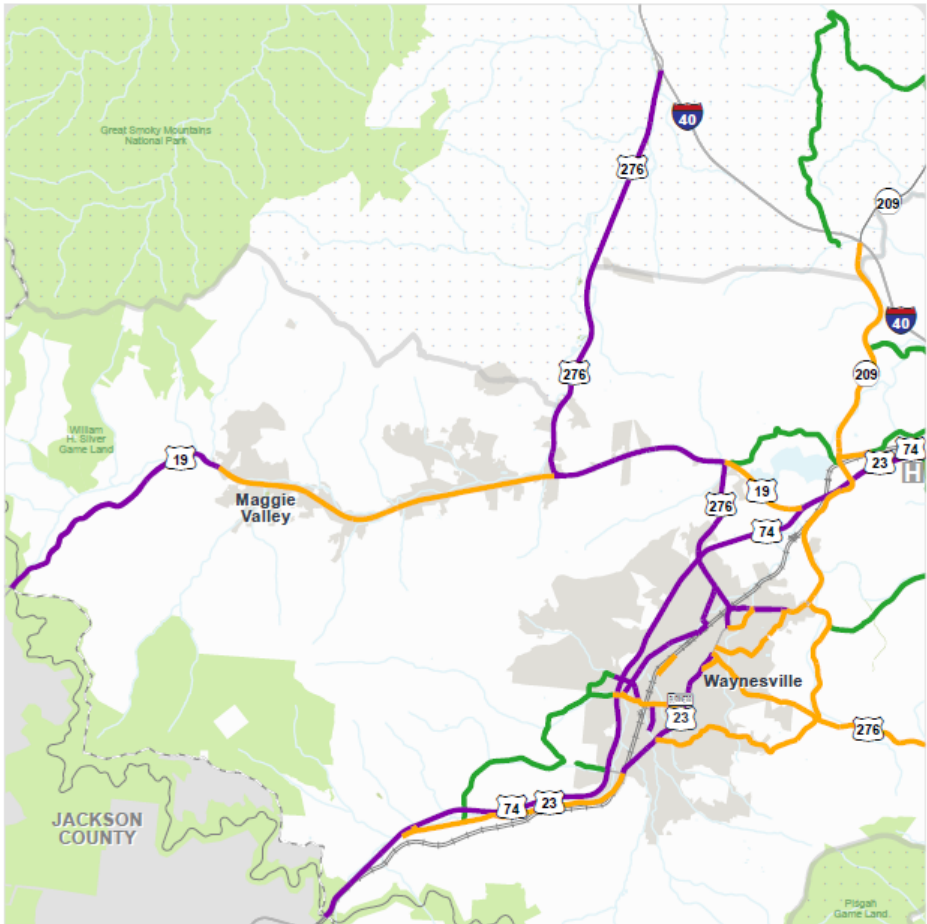 Great Smoky Mountains
National Park
40
276
209
40
276
209
William
H. Silver
Game Land
19
74
23
H
Maggie
Valley
19
276
74
Waynesville
23
276
JACKSON
COUNTY
74
23
Pisgah
Game Land